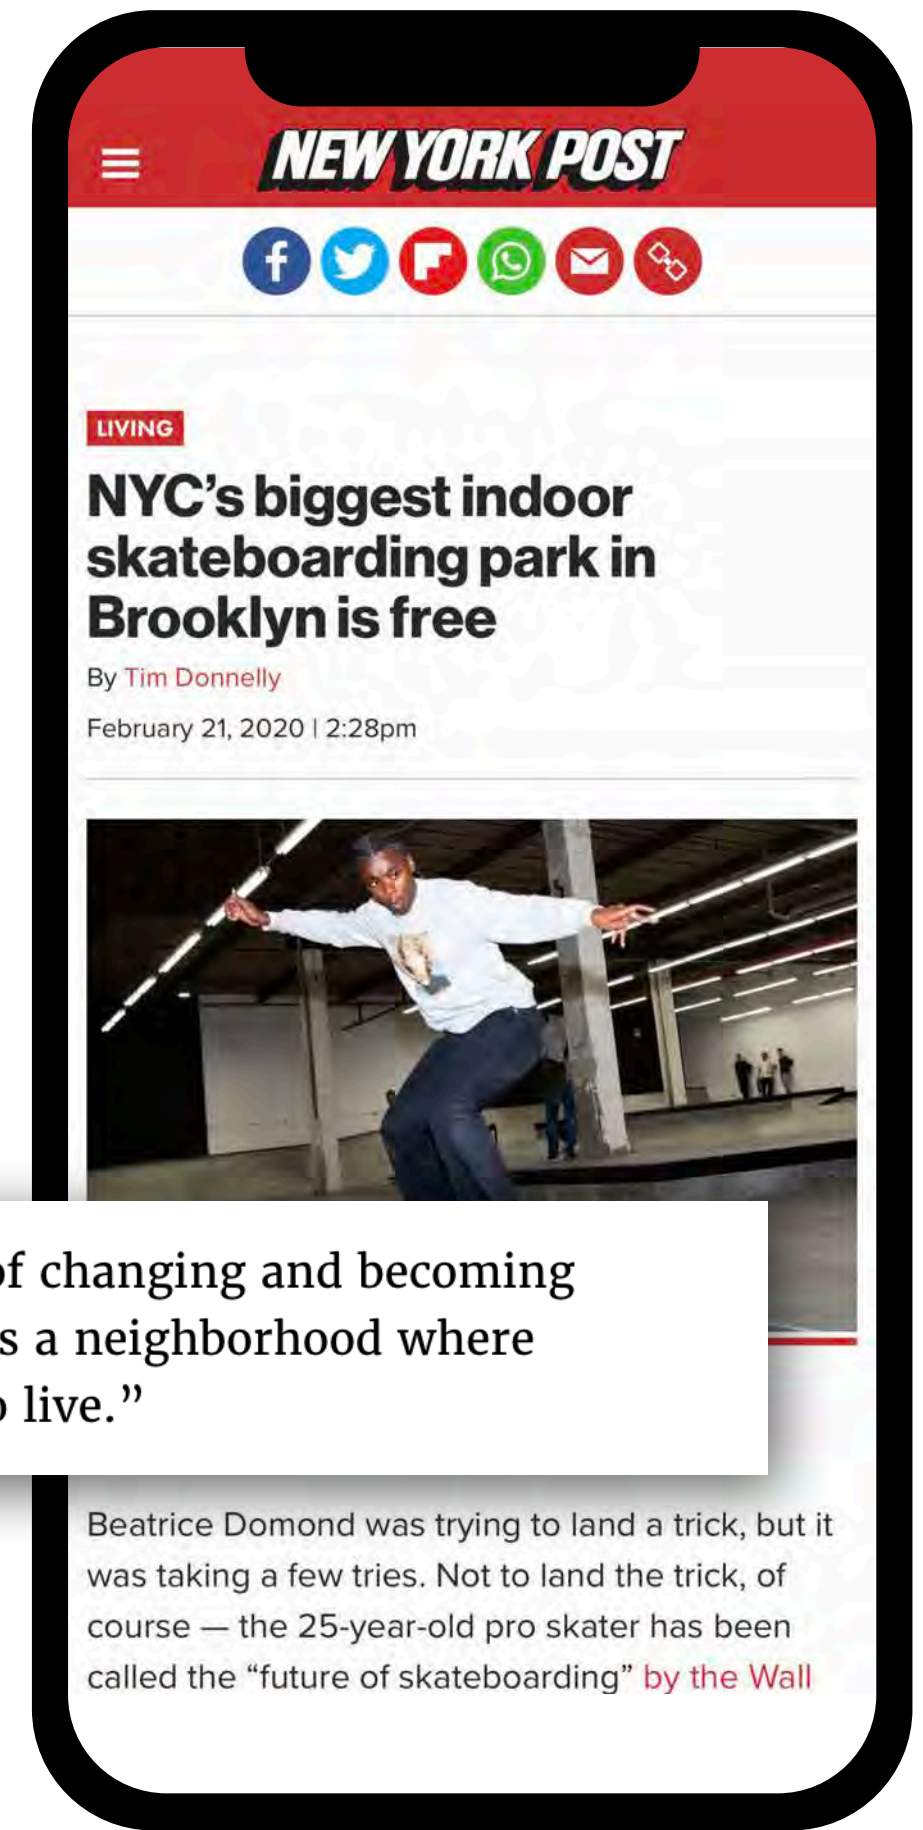 NEW YORK POST
LIVING
NYC’s biggest indoor
skateboarding park in
Brooklyn is free
By Tim Donnelly
February 21, 2020 | 2:28pm
of changing and becoming
s a neighborhood where
o live.”
Beatrice Domond was trying to land a trick, but it
was taking a few tries. Not to land the trick, of
course — the 25-year-old pro skater has been
called the “future of skateboarding” by the Wall